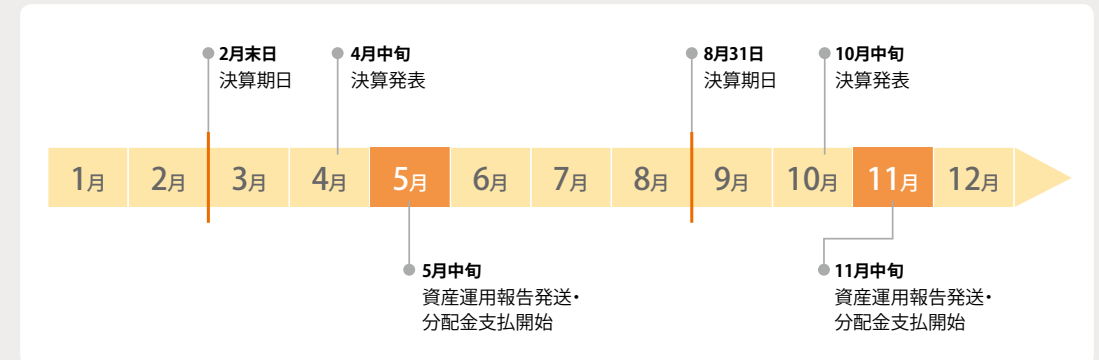 2月末日
決算期日
4月中旬
決算発表
8月31日
決算期日
10月中旬
決算発表
1月 2月 3月 4月 5月 6月 7月 8月 9月 10月 11月 12月
5月中旬
資産運用報告発送・
分配金支払開始
11月中旬
資産運用報告発送・
分配金支払開始